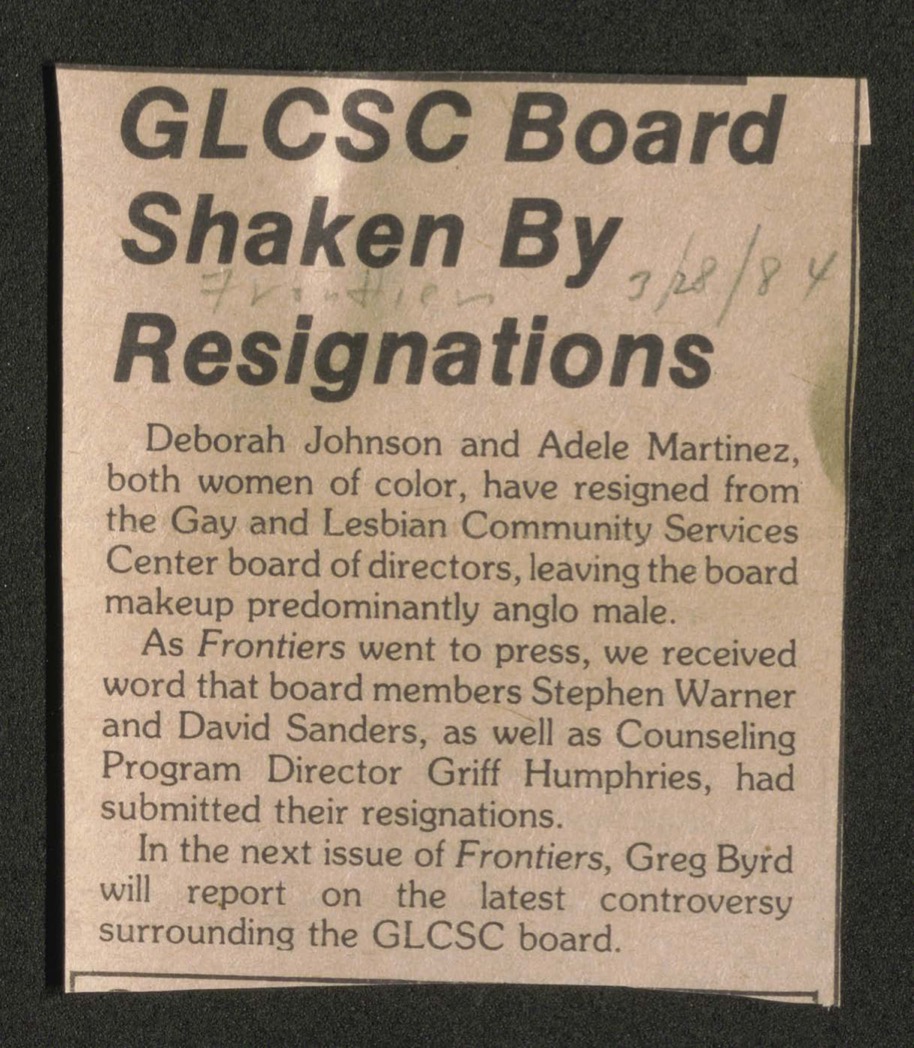 GLCSC Board
Shaken By
Frontiers 3/28/84
Resignations
Deborah Johnson and Adele Martinez,
both women of color, have resigned from
the Gay and Lesbian Community Services
Center board of directors, leaving the board
makeup predominantly anglo male.
As Frontiers went to press, we received
word that board members Stephen Warner
and David Sanders, as well as Counseling
Program Director Griff Humphries, had
submitted their resignations.
In the next issue of Frontiers, Greg Byrd
will report on the latest controversy
surrounding the GLCSC board.